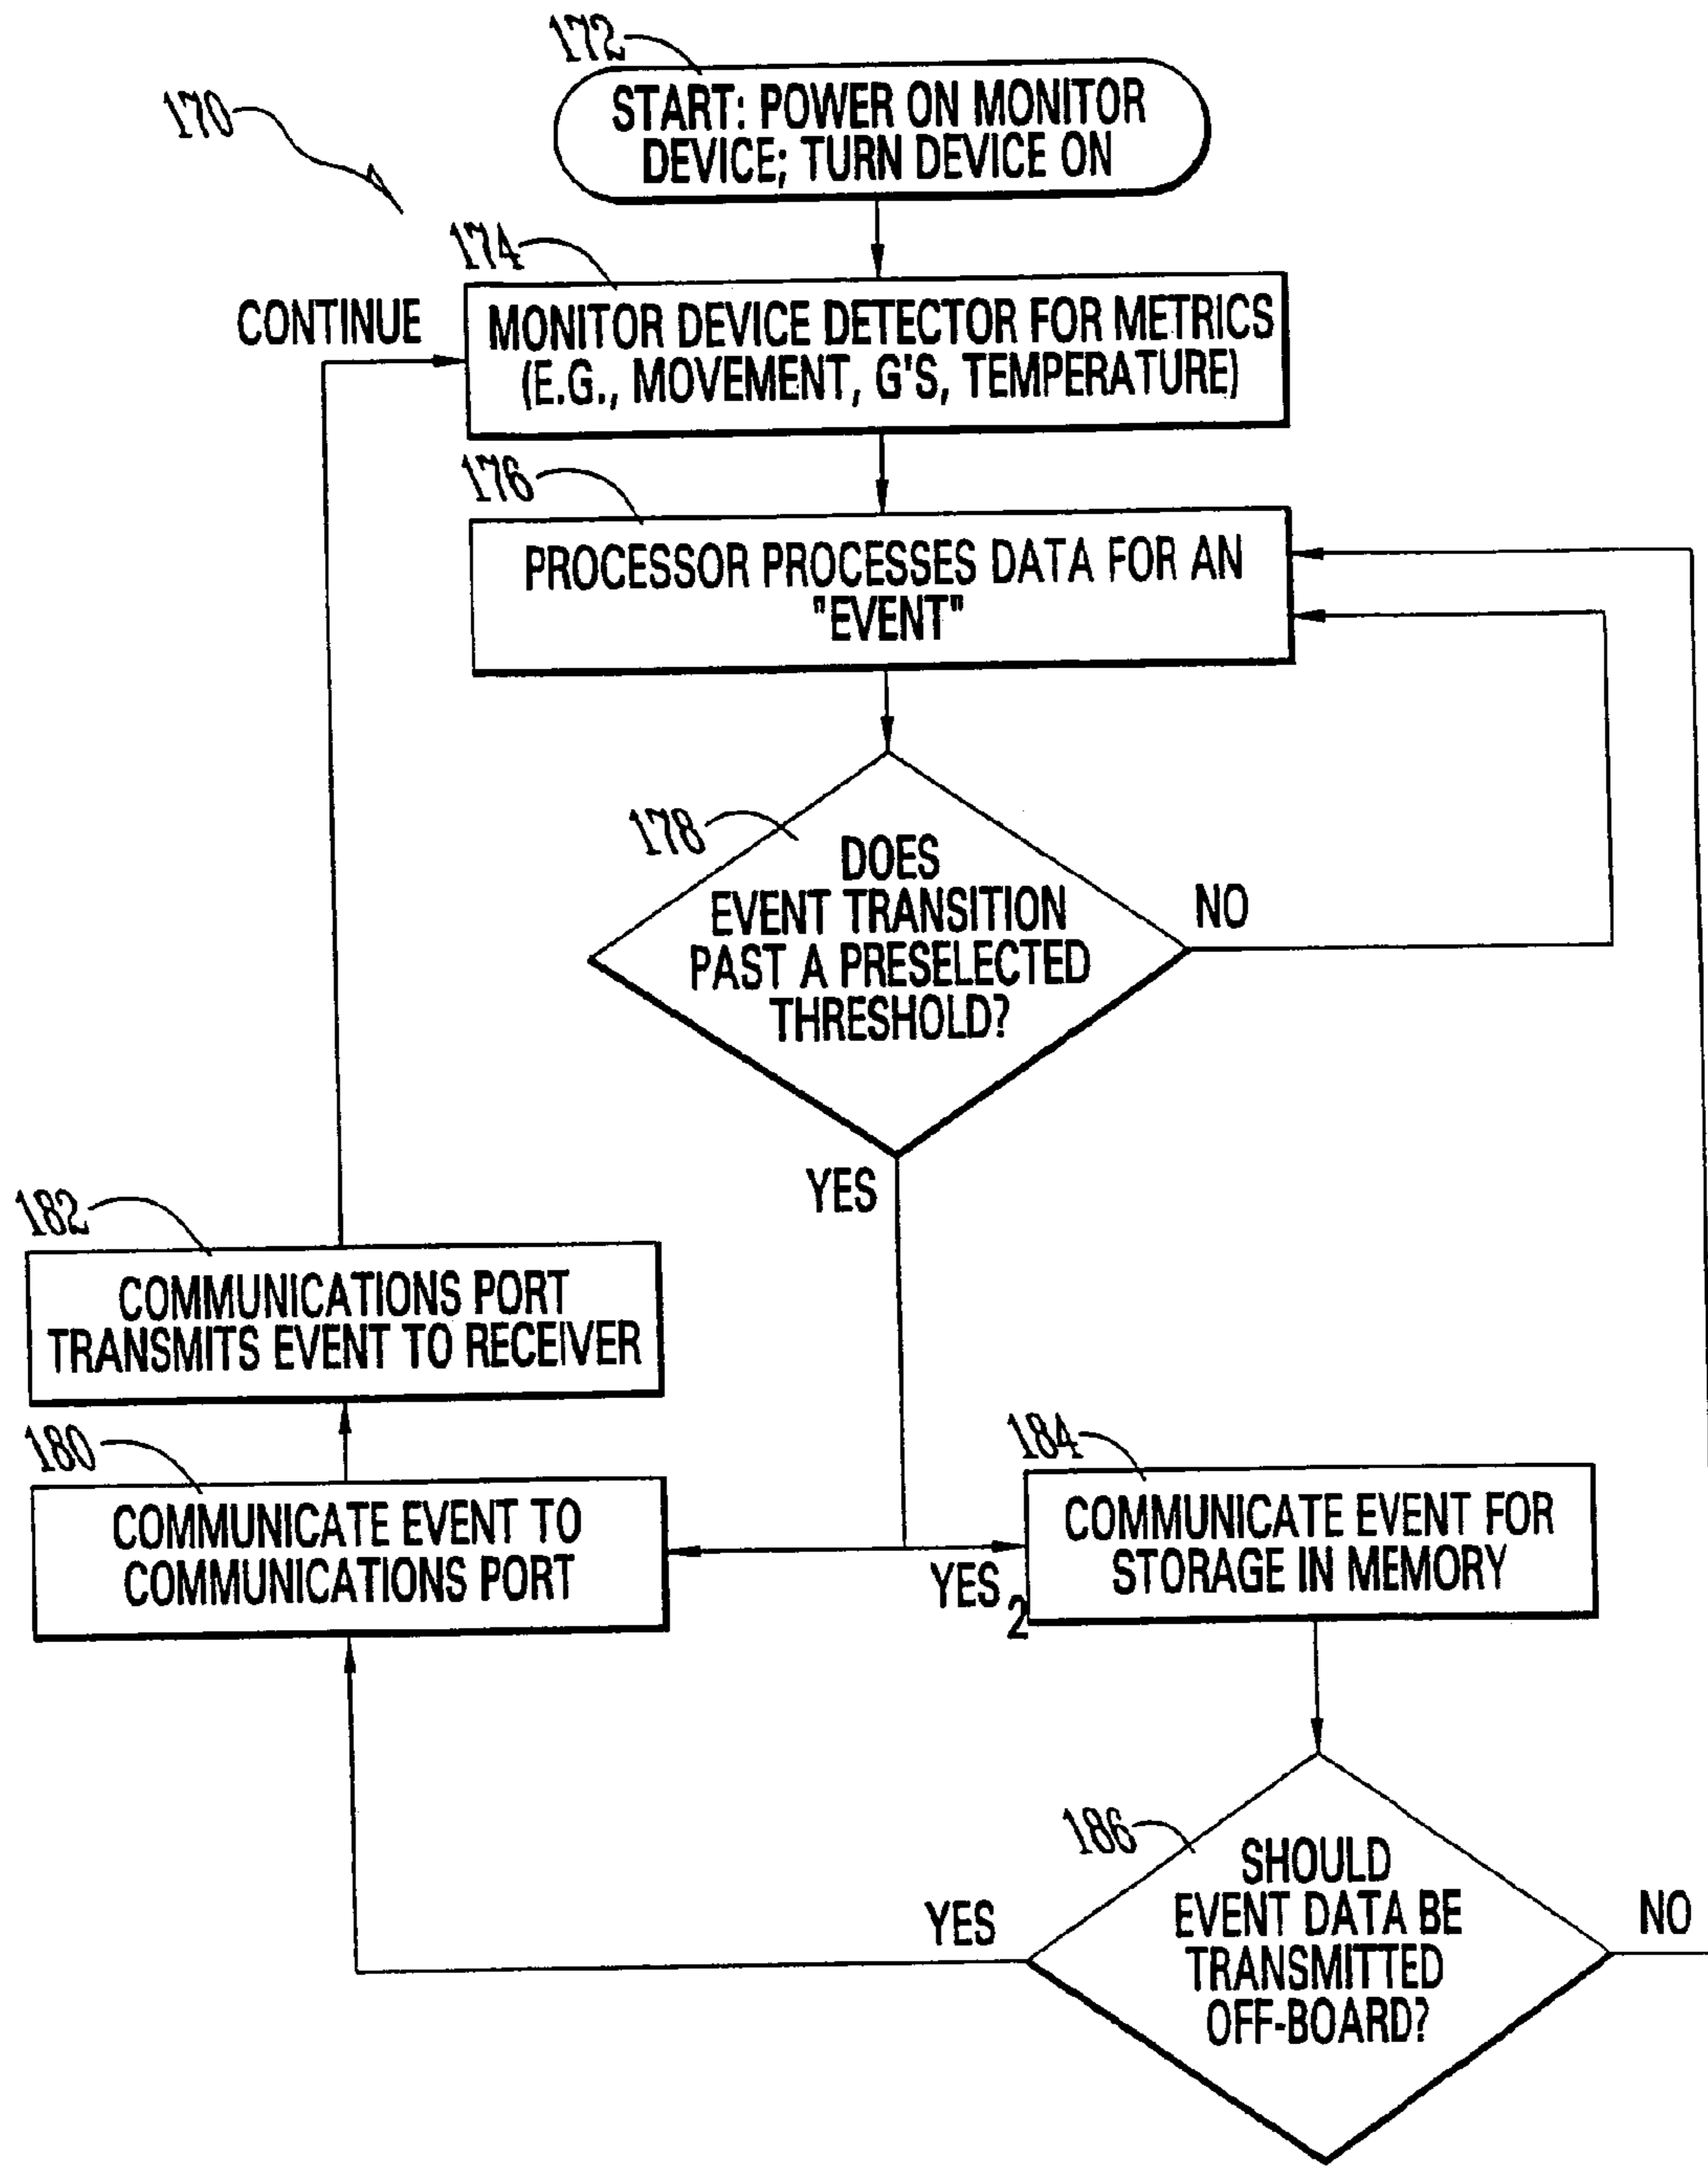 172
START: POWER ON MONITOR
DEVICE; TURN DEVICE ON
170
174
CONTINUE
MONITOR DEVICE DETECTOR FOR METRICS
(E.G., MOVEMENT, G'S, TEMPERATURE)
176
PROCESSOR PROCESSES DATA FOR AN
"EVENT"
178
DOES
EVENT TRANSITION
PAST A PRESELECTED
THRESHOLD?
NO
YES
182
COMMUNICATIONS PORT
TRANSMITS EVENT TO RECEIVER
180
COMMUNICATE EVENT TO
COMMUNICATIONS PORT
YES 2
184
COMMUNICATE EVENT FOR
STORAGE IN MEMORY
186
SHOULD
EVENT DATA BE
TRANSMITTED
OFF-BOARD?
YES
NO